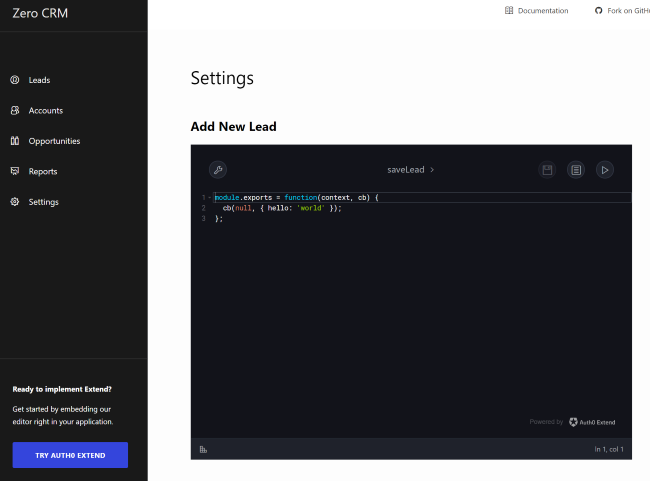 Zero CRM
Documentation
Fork on GitH
Leads
Accounts
Opportunities
Reports
Settings
Settings
Add New Lead
saveLead
1 module.exports = function(context, cb) {
2 cb(null, { hello: 'world' });
3 };
Powered by Auth0 Extend
ln 1, col 1
Ready to implement Extend?
Get started by embedding our
editor right in your application.
TRY AUTH0 EXTEND